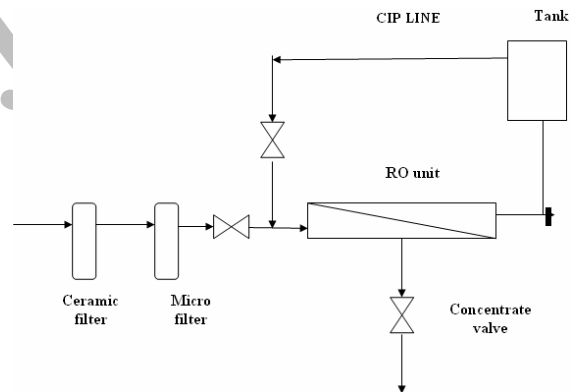 CIP LINE
Tank
RO unit
Ceramic
filter
Micro
filter
Concentrate
valve